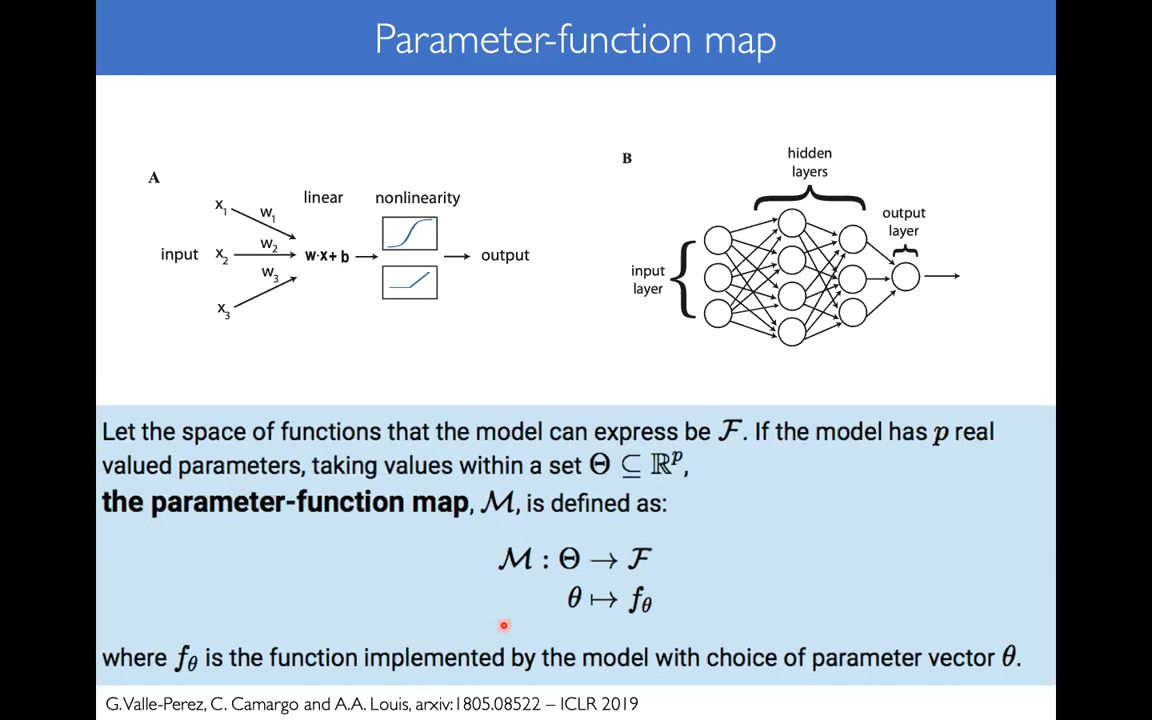 Parameter-function map
A
linear nonlinearity
x₁ w₁
input x₂ w₂ w·x+ b output
w₃
x₃
B
hidden
layers
output
layer
input
layer
Let the space of functions that the model can express be ℱ. If the model has p real
valued parameters, taking values within a set Θ ⊆ ℝᵖ,
the parameter-function map, ℳ, is defined as:
ℳ : Θ → ℱ
θ ↦ f_θ
where f_θ is the function implemented by the model with choice of parameter vector θ.
G. Valle-Perez, C. Camargo and A.A. Louis, arxiv:1805.08522 – ICLR 2019